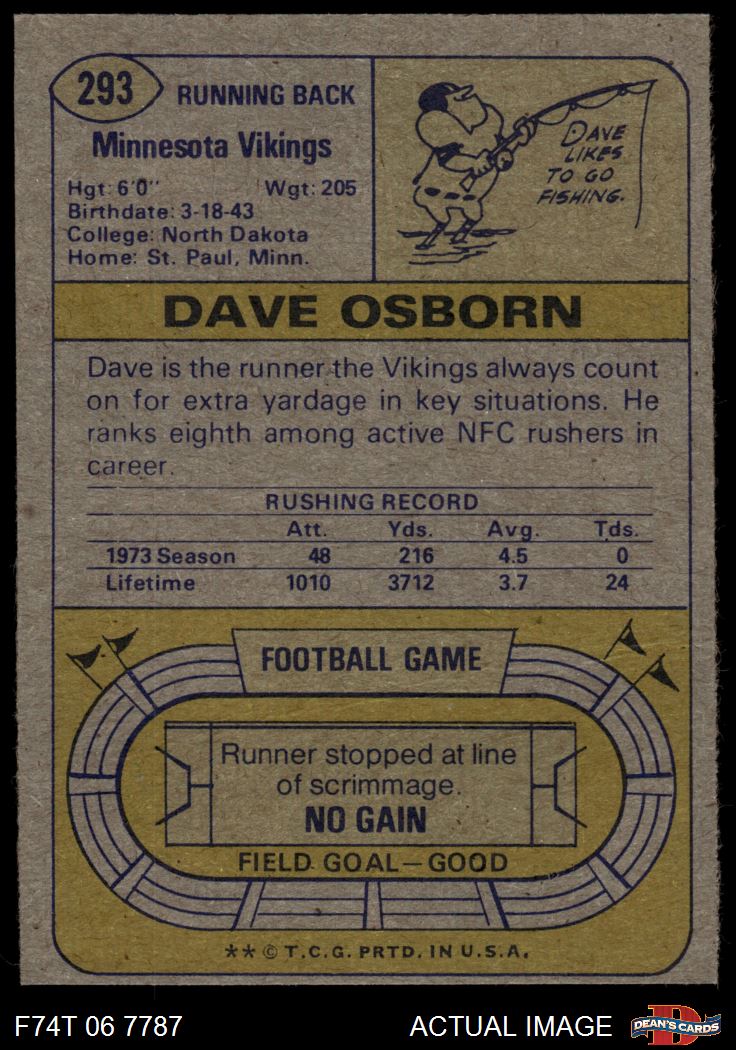 293
RUNNING BACK
Minnesota Vikings
Hgt: 6'0'' Wgt: 205
Birthdate: 3-18-43
College: North Dakota
Home: St. Paul, Minn.
DAVE
LIKES
TO GO
FISHING.
DAVE OSBORN
Dave is the runner the Vikings always count
on for extra yardage in key situations. He
ranks eighth among active NFC rushers in
career.
RUSHING RECORD
Att. Yds. Avg. Tds.
1973 Season 48 216 4.5 0
Lifetime 1010 3712 3.7 24
FOOTBALL GAME
Runner stopped at line
of scrimmage.
NO GAIN
FIELD GOAL—GOOD
** © T.C.G. PRTD. IN U.S.A.
F74T 06 7787
ACTUAL IMAGE
D
DEAN'S CARDS